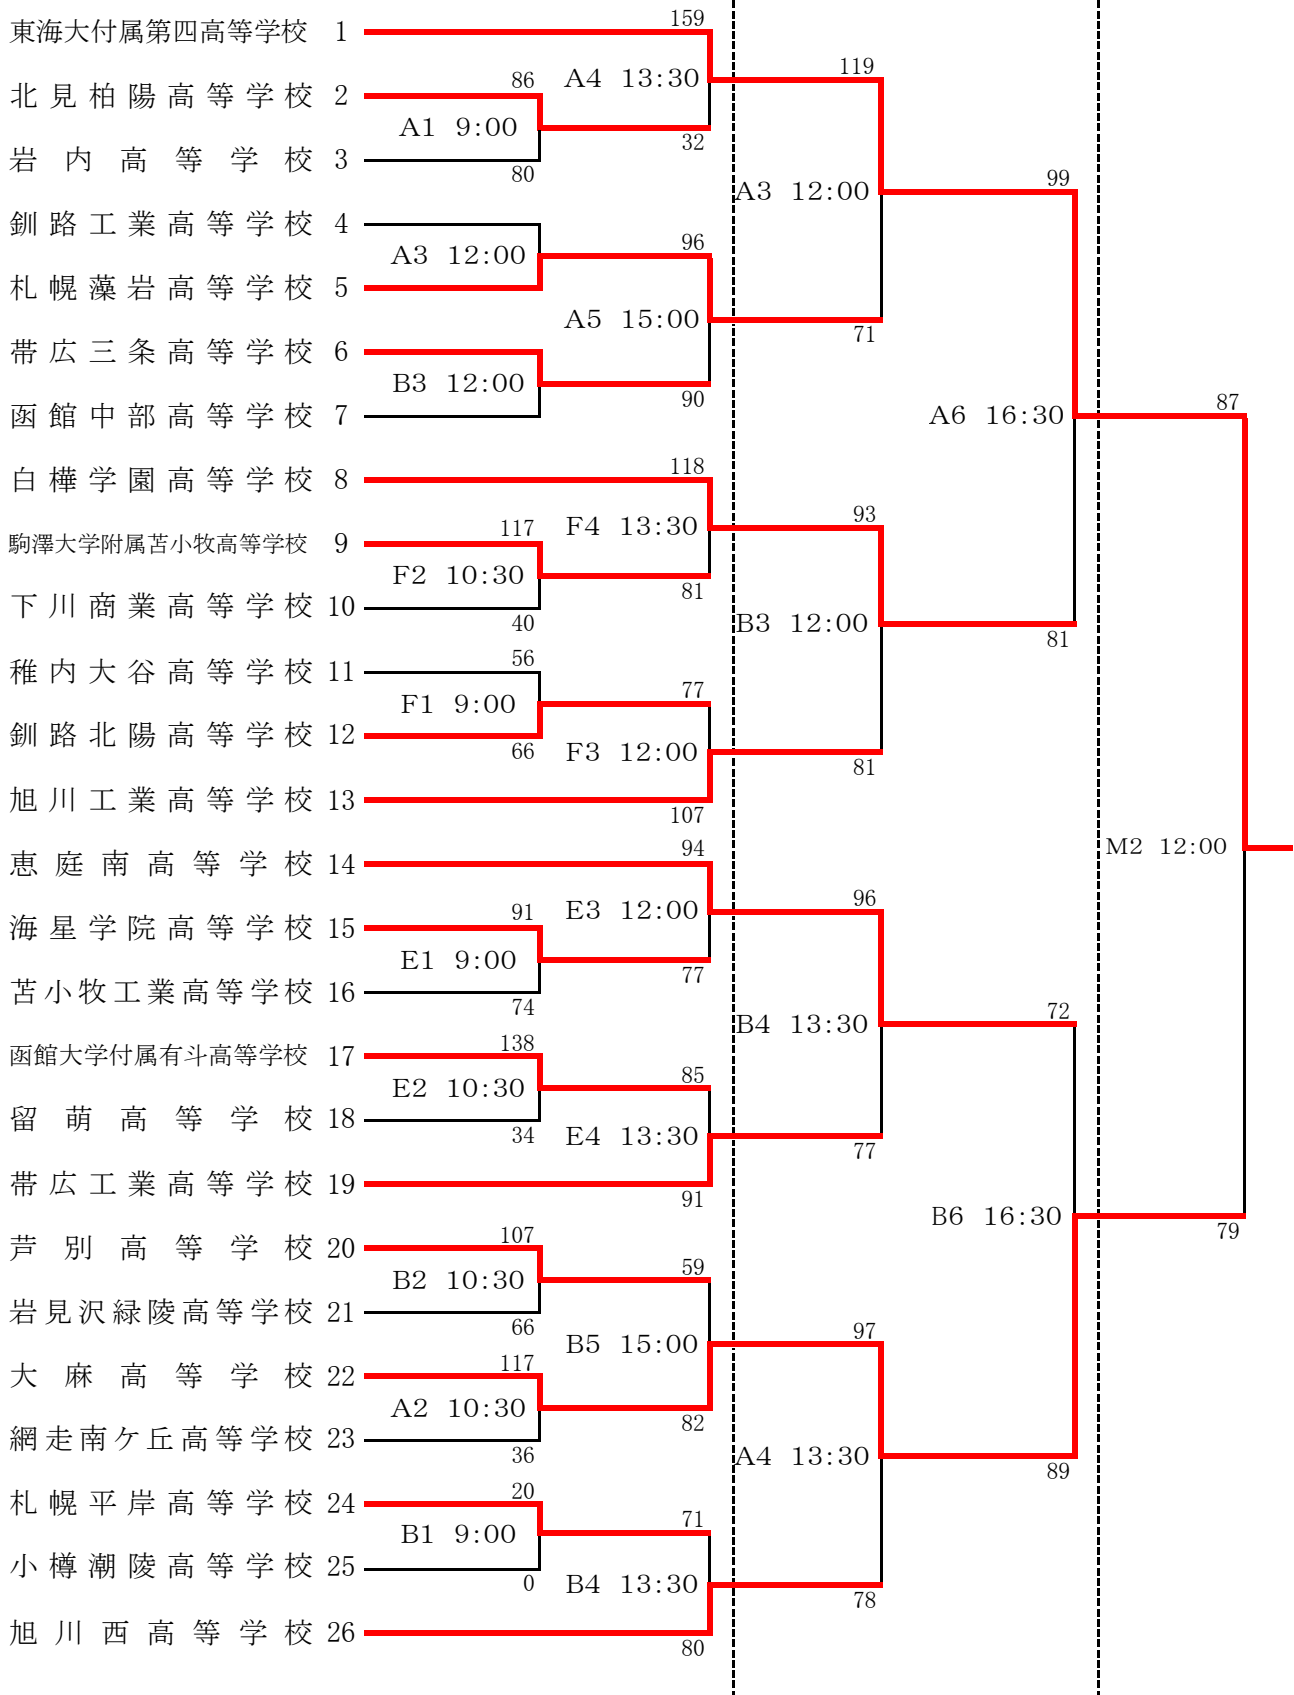 159
東海大付属第四高等学校 1
119
A4 13:30
86
北見柏陽高等学校 2
A1 9:00
32
岩内高等学校 3
80
99
A3 12:00
釧路工業高等学校 4
96
A3 12:00
札幌藻岩高等学校 5
A5 15:00
71
帯広三条高等学校 6
B3 12:00
90
87
函館中部高等学校 7
A6 16:30
118
白樺学園高等学校 8
93
F4 13:30
117
駒澤大学附属苫小牧高等学校 9
F2 10:30
81
下川商業高等学校 10
40
B3 12:00
81
56
稚内大谷高等学校 11
77
F1 9:00
釧路北陽高等学校 12
66
F3 12:00
81
旭川工業高等学校 13
107
94
M2 12:00
恵庭南高等学校 14
96
91
E3 12:00
海星学院高等学校 15
E1 9:00
77
苫小牧工業高等学校 16
74
72
B4 13:30
138
函館大学付属有斗高等学校 17
85
E2 10:30
留萌高等学校 18
34
E4 13:30
77
帯広工業高等学校 19
91
B6 16:30
79
107
芦別高等学校 20
59
B2 10:30
岩見沢緑陵高等学校 21
66
97
B5 15:00
117
大麻高等学校 22
A2 10:30
82
網走南ケ丘高等学校 23
36
A4 13:30
89
20
札幌平岸高等学校 24
71
B1 9:00
小樽潮陵高等学校 25
0
B4 13:30
78
旭川西高等学校 26
80